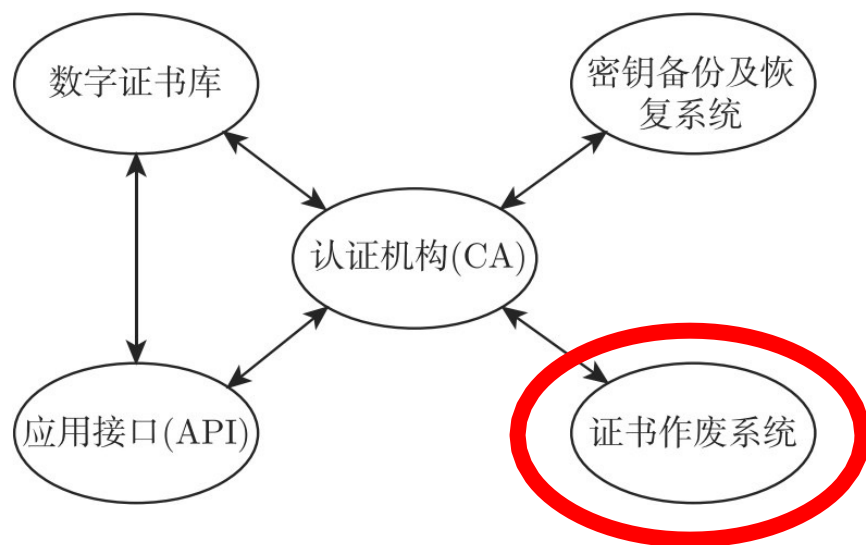 数字证书库
密钥备份及恢
复系统
认证机构(CA)
应用接口(API)
证书作废系统